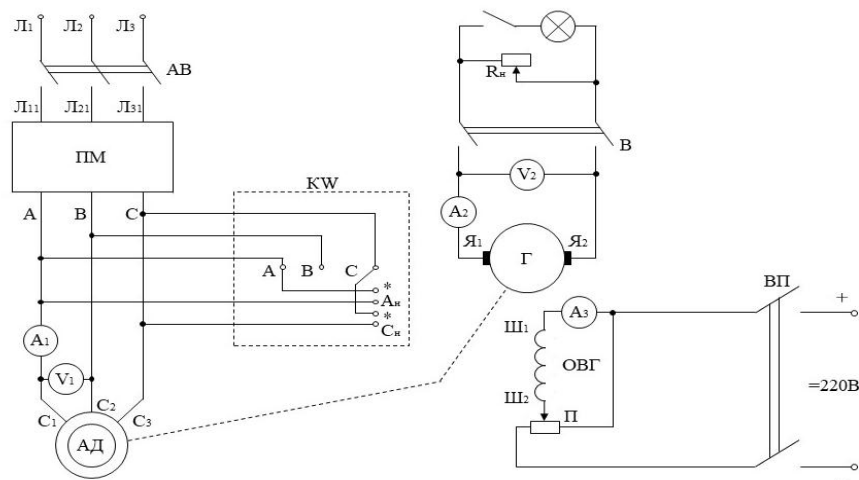 Л1 Л2 Л3
АВ
Л11 Л21 Л31
ПМ
А В С
KW
А В С
*
Ан
*
Сн
А1
V1
С1 С2 С3
АД
Rн
В
V2
А2
Я1 Г Я2
ВП
+
Ш1 А3
ОВГ
=220В
Ш2
П